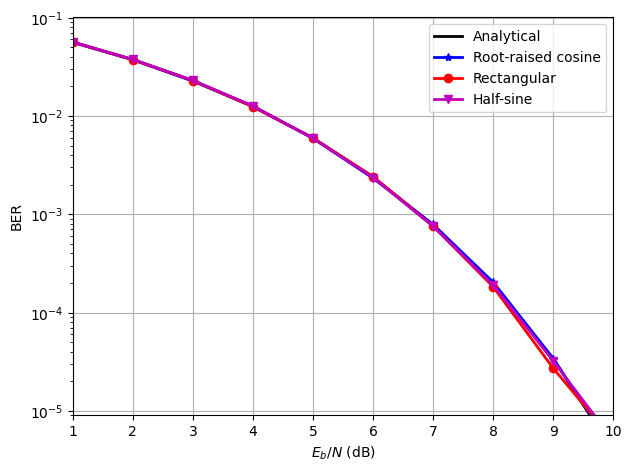 10⁻¹
Analytical
Root-raised cosine
Rectangular
Half-sine
10⁻²
BER
10⁻³
10⁻⁴
10⁻⁵
1 2 3 4 5 6 7 8 9 10
E_b/N (dB)